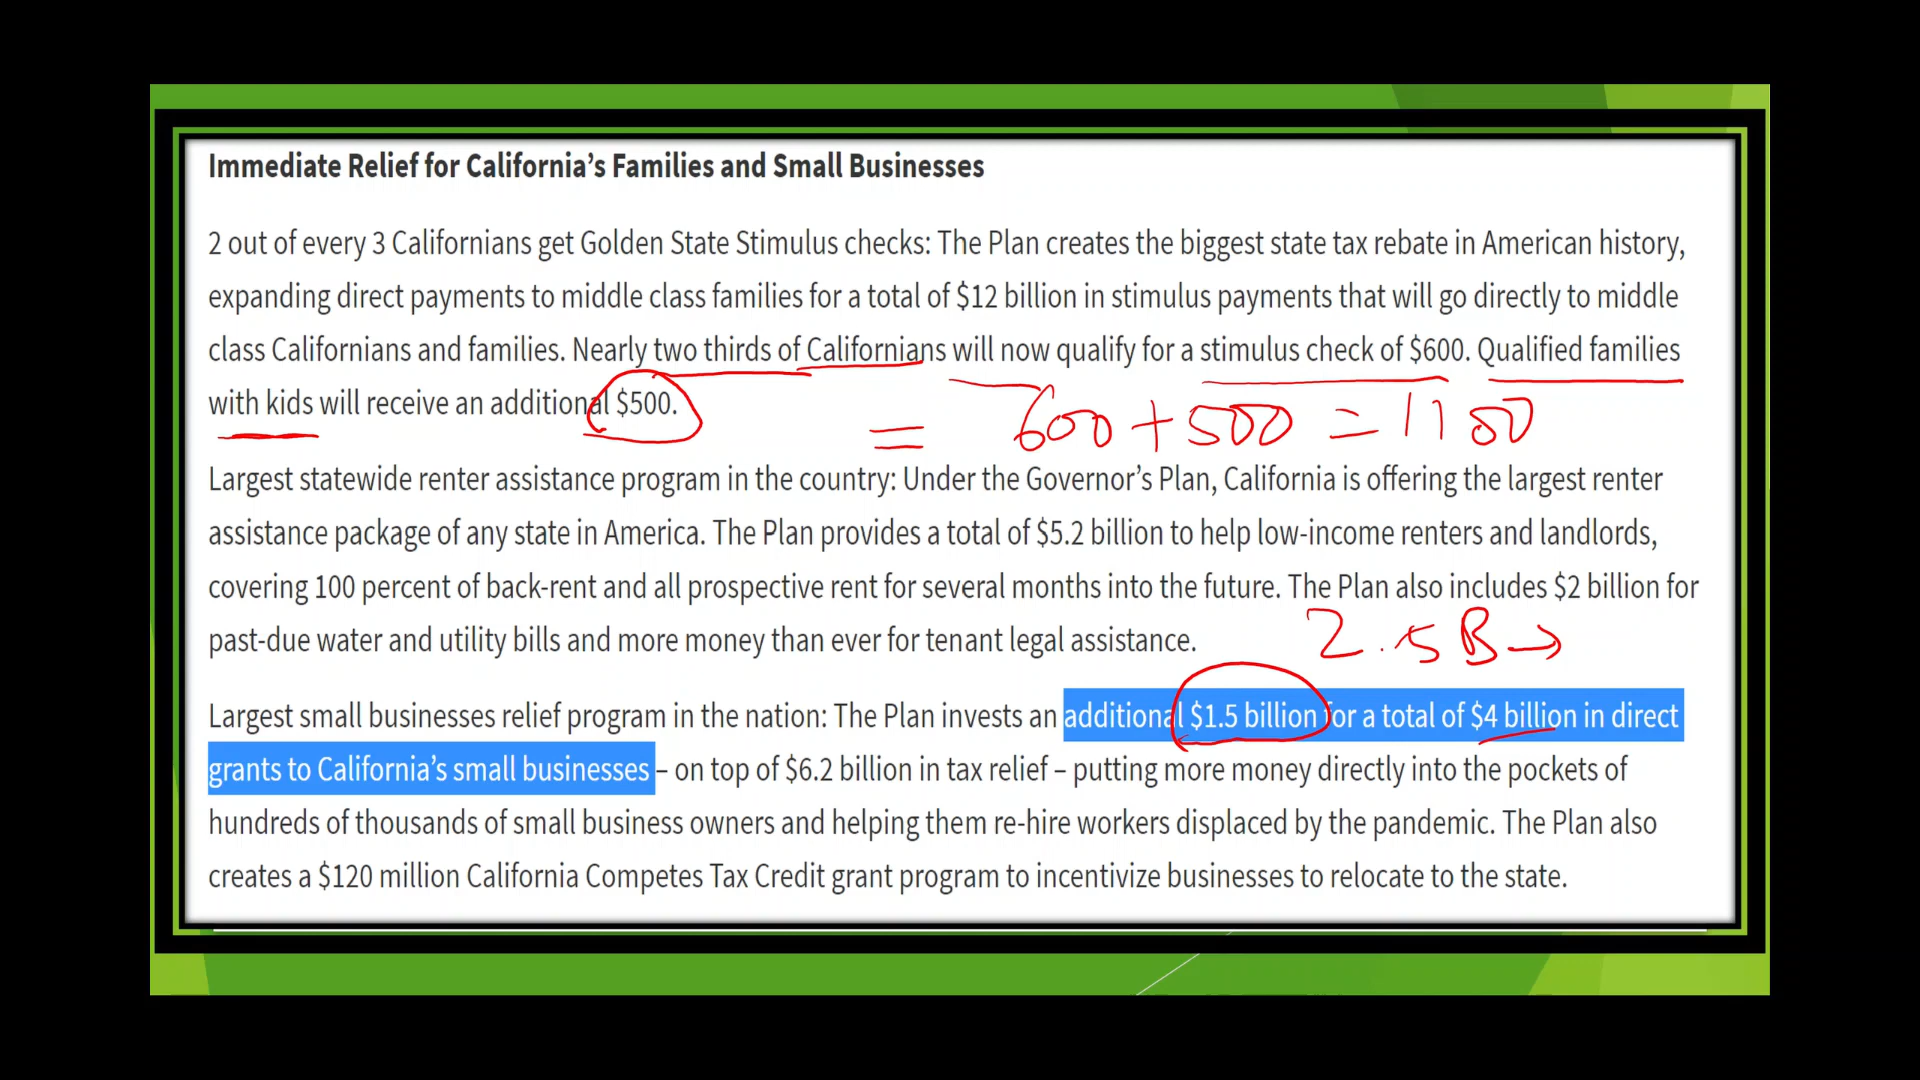 Immediate Relief for California’s Families and Small Businesses
2 out of every 3 Californians get Golden State Stimulus checks: The Plan creates the biggest state tax rebate in American history,
expanding direct payments to middle class families for a total of $12 billion in stimulus payments that will go directly to middle
class Californians and families. Nearly two thirds of Californians will now qualify for a stimulus check of $600. Qualified families
with kids will receive an additional $500.
= 600 + 500 = 1100
Largest statewide renter assistance program in the country: Under the Governor’s Plan, California is offering the largest renter
assistance package of any state in America. The Plan provides a total of $5.2 billion to help low-income renters and landlords,
covering 100 percent of back-rent and all prospective rent for several months into the future. The Plan also includes $2 billion for
past-due water and utility bills and more money than ever for tenant legal assistance.
2.5 B →
Largest small businesses relief program in the nation: The Plan invests an additional $1.5 billion for a total of $4 billion in direct
grants to California’s small businesses – on top of $6.2 billion in tax relief – putting more money directly into the pockets of
hundreds of thousands of small business owners and helping them re-hire workers displaced by the pandemic. The Plan also
creates a $120 million California Competes Tax Credit grant program to incentivize businesses to relocate to the state.